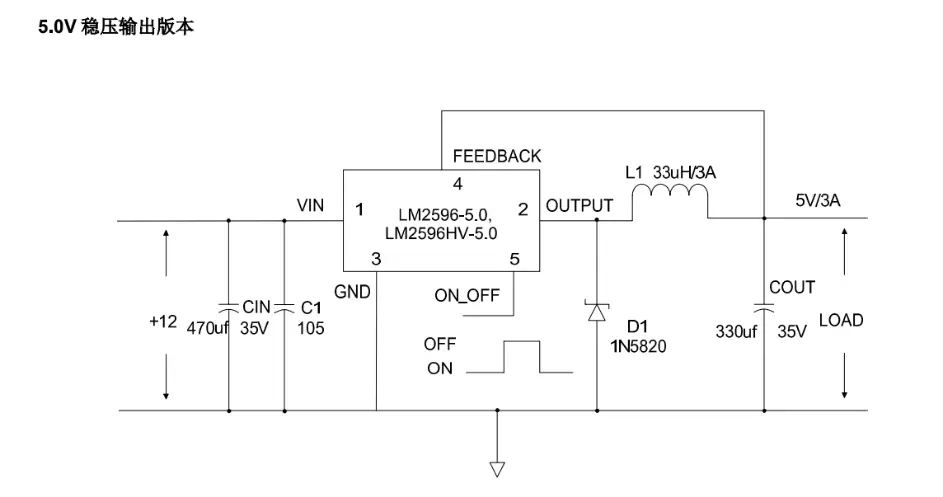 5.0V 稳压输出版本
FEEDBACK
4
L1 33uH/3A
VIN
1
LM2596-5.0,
LM2596HV-5.0
2
OUTPUT
5V/3A
3
5
GND
ON_OFF
+12
470uf
CIN
35V
C1
105
OFF
ON
D1
1N5820
COUT
330uf
35V
LOAD